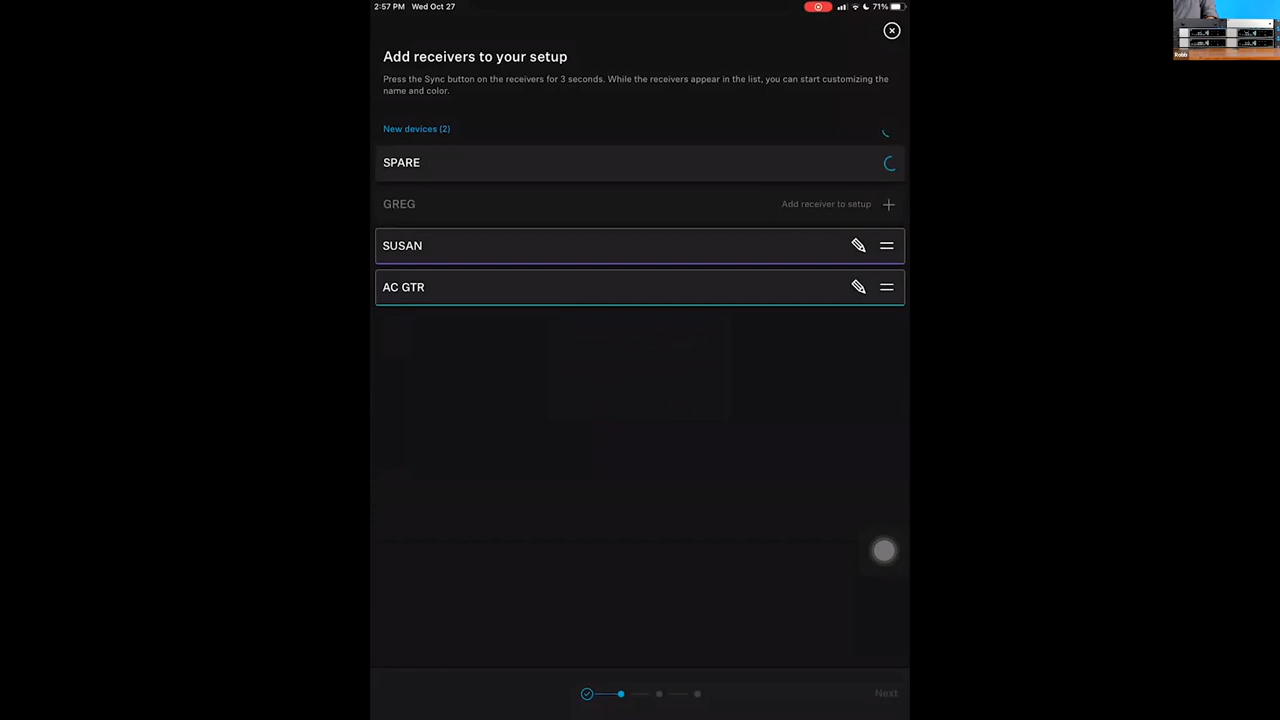 2:57 PM Wed Oct 27
71%
Add receivers to your setup
Press the Sync button on the receivers for 3 seconds. While the receivers appear in the list, you can start customizing the
name and color.
New devices (2)
SPARE
GREG Add receiver to setup
SUSAN
AC GTR
Next
Robb